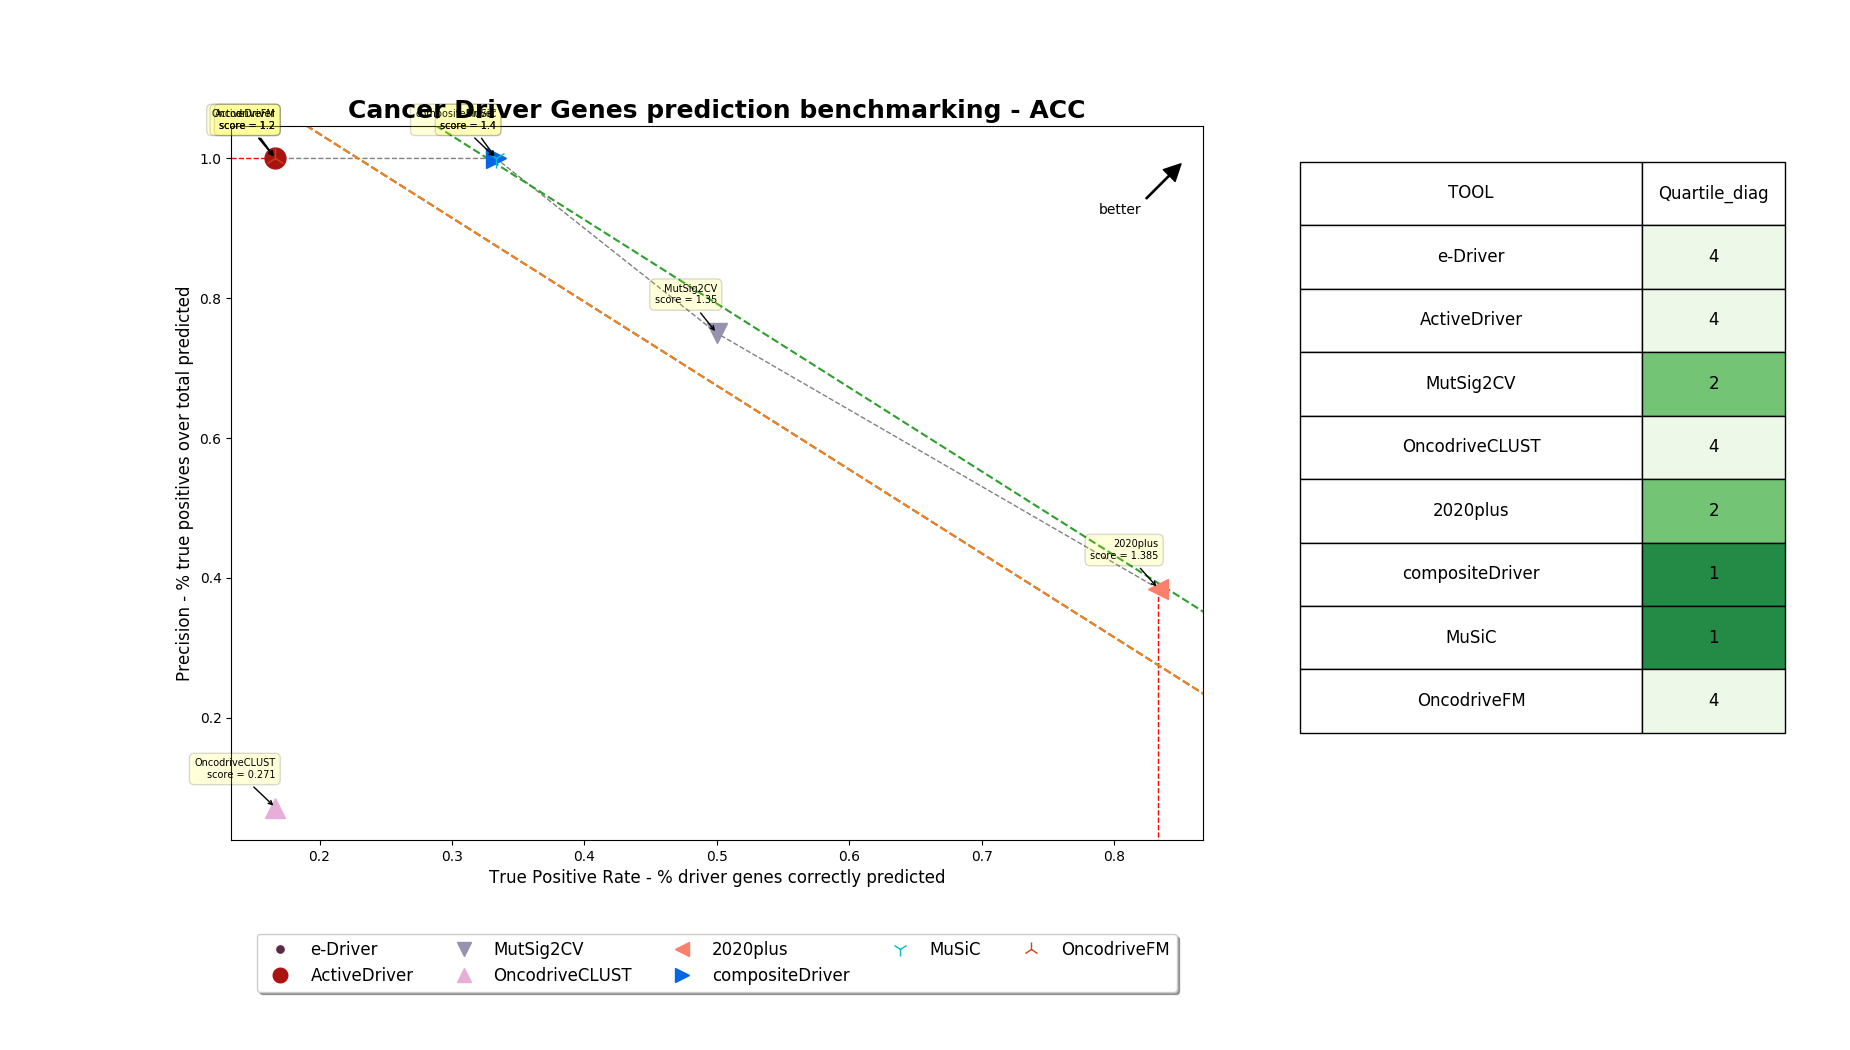 Cancer Driver Genes prediction benchmarking - ACC
OncodriveFM
score = 1.2
score = 1.4
better
MutSig2CV
score = 1.35
2020plus
score = 1.385
OncodriveCLUST
score = 0.271
1.0
0.8
0.6
0.4
0.2
Precision - % true positives over total predicted
0.2 0.3 0.4 0.5 0.6 0.7 0.8
True Positive Rate - % driver genes correctly predicted
e-Driver MutSig2CV 2020plus MuSiC OncodriveFM
ActiveDriver OncodriveCLUST compositeDriver
TOOL Quartile_diag
e-Driver 4
ActiveDriver 4
MutSig2CV 2
OncodriveCLUST 4
2020plus 2
compositeDriver 1
MuSiC 1
OncodriveFM 4